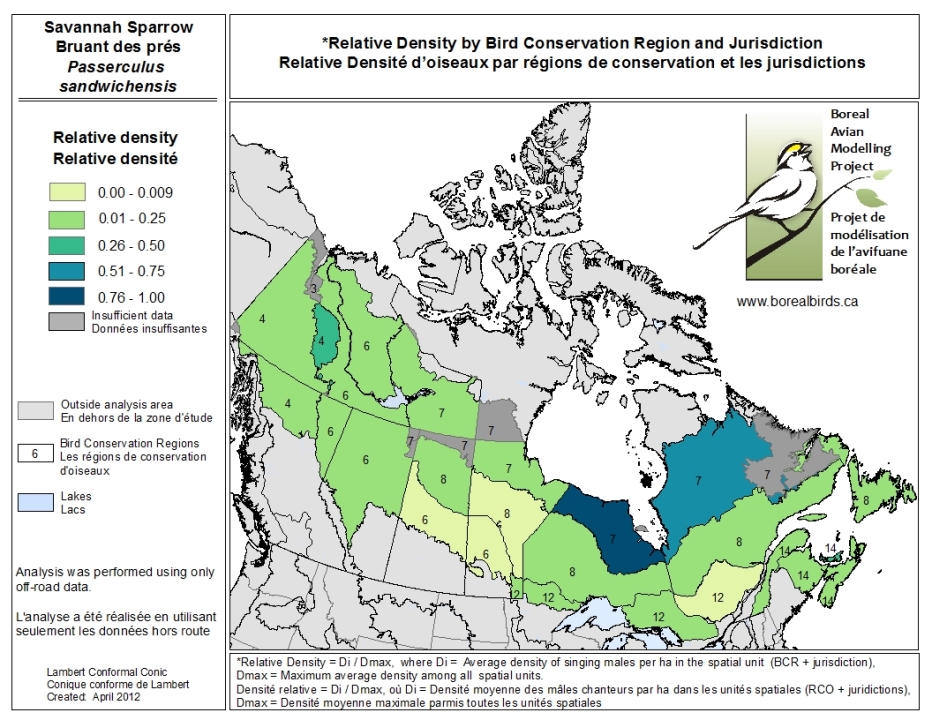 Savannah Sparrow
Bruant des prés
Passerculus
sandwichensis
*Relative Density by Bird Conservation Region and Jurisdiction
Relative Densité d'oiseaux par régions de conservation et les jurisdictions
Relative density
Relative densité
0.00 - 0.009
0.01 - 0.25
0.26 - 0.50
0.51 - 0.75
0.76 - 1.00
Insufficient data
Données insuffisantes
Outside analysis area
En dehors de la zone d'étude
6
Bird Conservation Regions
Les régions de conservation
d'oiseaux
Lakes
Lacs
Analysis was performed using only
off-road data.
L'analyse a été réalisée en utilisant
seulement les données hors route
Lambert Conformal Conic
Conique conforme de Lambert
Created: April 2012
Boreal
Avian
Modelling
Project
Projet de
modélisation
de l'avifuane
boréale
www.borealbirds.ca
3
4
4
6
4
6
7
7
6
7
7
6
8
7
7
7
8
6
8
7
8
6
8
14
14
14
12
12
12
12
*Relative Density = Di / Dmax, where Di = Average density of singing males per ha in the spatial unit (BCR + jurisdiction),
Dmax = Maximum average density among all spatial units.
Densité relative = Di / Dmax, où Di = Densité moyenne des mâles chanteurs par ha dans les unités spatiales (RCO + juridictions),
Dmax = Densité moyenne maximale parmis toutes les unités spatiales